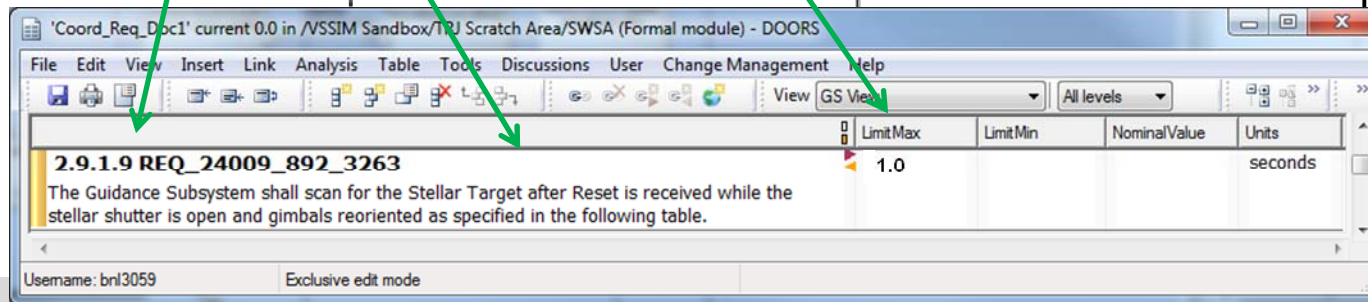 'Coord_Req_Doc1' current 0.0 in /VSSIM Sandbox/TRJ Scratch Area/SWSA (Formal module) - DOORS
File Edit View Insert Link Analysis Table Tools Discussions User Change Management Help
View GS View All levels
LimitMax LimitMin NominalValue Units
2.9.1.9 REQ_24009_892_3263 1.0 seconds
The Guidance Subsystem shall scan for the Stellar Target after Reset is received while the
stellar shutter is open and gimbals reoriented as specified in the following table.
Username: bnl3059 Exclusive edit mode